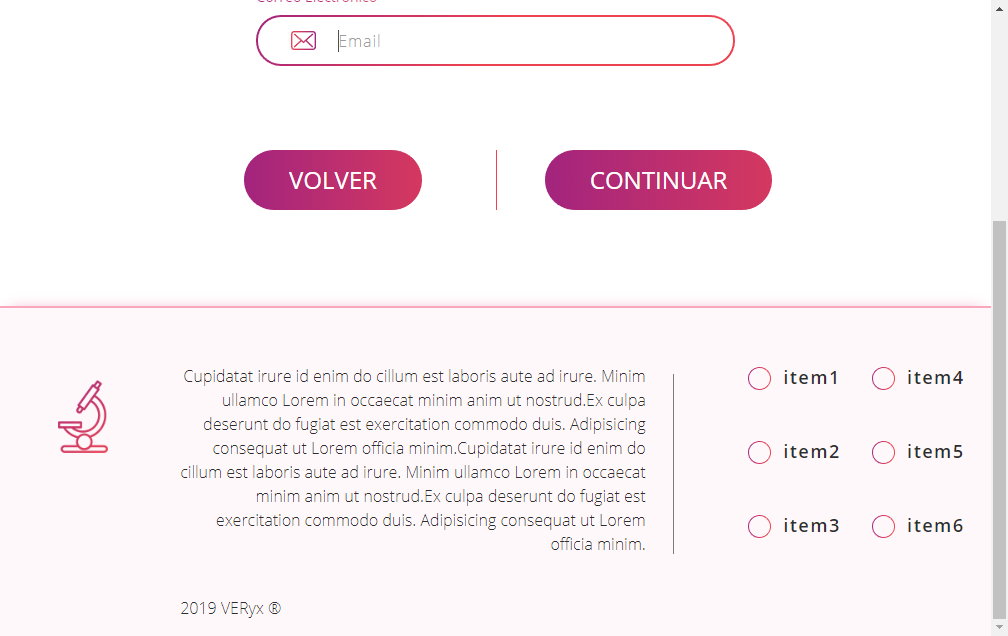 Correo Electrónico
Email
VOLVER
CONTINUAR
Cupidatat irure id enim do cillum est laboris aute ad irure. Minim
ullamco Lorem in occaecat minim anim ut nostrud.Ex culpa
deserunt do fugiat est exercitation commodo duis. Adipisicing
consequat ut Lorem officia minim.Cupidatat irure id enim do
cillum est laboris aute ad irure. Minim ullamco Lorem in occaecat
minim anim ut nostrud.Ex culpa deserunt do fugiat est
exercitation commodo duis. Adipisicing consequat ut Lorem
officia minim.
item1
item4
item2
item5
item3
item6
2019 VERyx ®